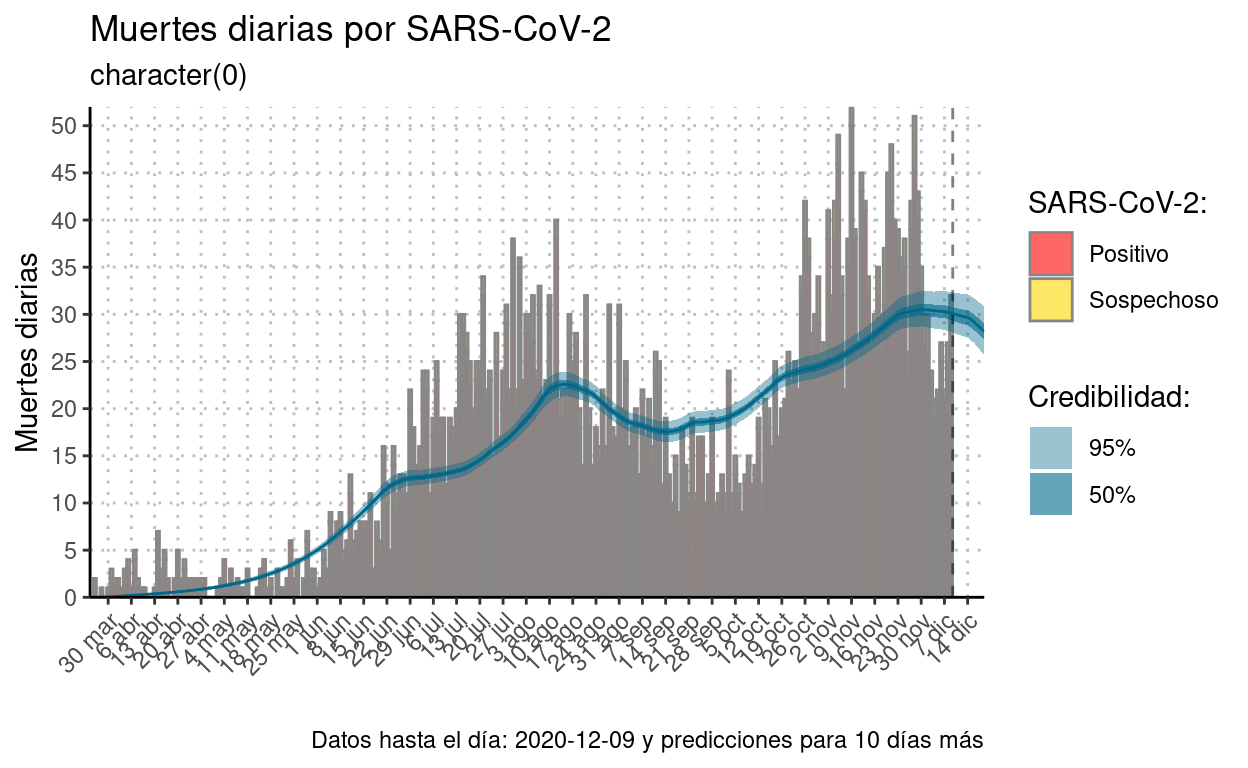 Muertes diarias por SARS-CoV-2
character(0)
Muertes diarias
50
45
40
35
30
25
20
15
10
5
0
30 mar
6 abr
13 abr
20 abr
27 abr
4 may
11 may
18 may
25 may
1 jun
8 jun
15 jun
22 jun
29 jun
6 jul
13 jul
20 jul
27 jul
3 ago
10 ago
17 ago
24 ago
31 ago
7 sep
14 sep
21 sep
28 sep
5 oct
12 oct
19 oct
26 oct
2 nov
9 nov
16 nov
23 nov
30 nov
7 dic
14 dic
SARS-CoV-2:
Positivo
Sospechoso
Credibilidad:
95%
50%
Datos hasta el día: 2020-12-09 y predicciones para 10 días más